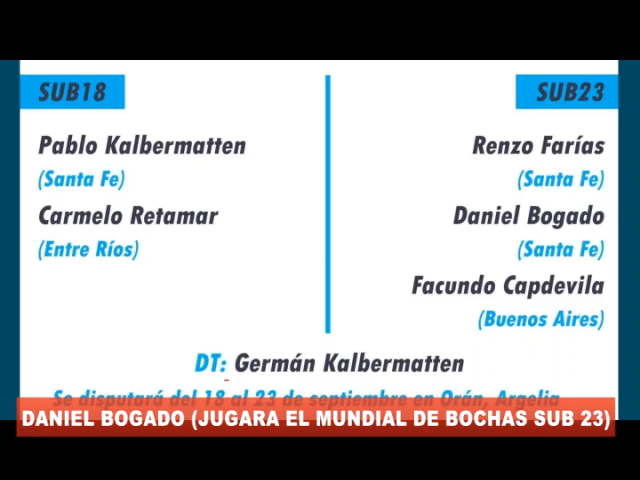 SUB18
Pablo Kalbermatten
(Santa Fe)
Carmelo Retamar
(Entre Ríos)
SUB23
Renzo Farías
(Santa Fe)
Daniel Bogado
(Santa Fe)
Facundo Capdevila
(Buenos Aires)
DT: Germán Kalbermatten
Se disputará del 18 al 23 de septiembre en Orán, Argelia
DANIEL BOGADO (JUGARA EL MUNDIAL DE BOCHAS SUB 23)